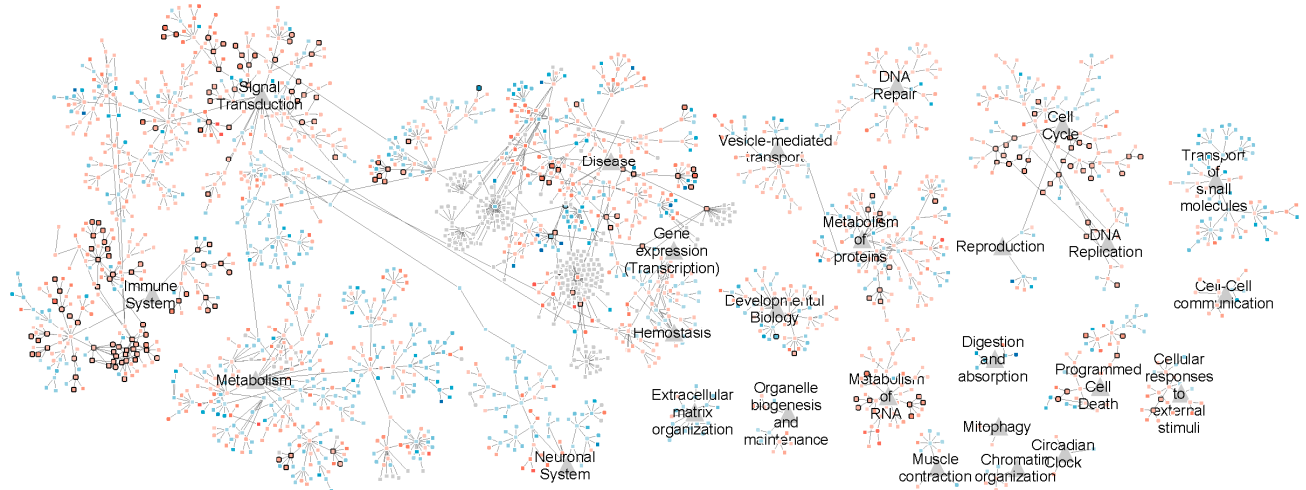 Signal
Transduction
DNA
Repair
Cell
Cycle
Vesicle-mediated
transport
Disease
Transport
of
small
molecules
Metabolism
of
proteins
Gene
expression
(Transcription)
Reproduction
DNA
Replication
Immune
System
Developmental
Biology
Cell-Cell
communication
Hemostasis
Digestion
and
absorption
Metabolism
Programmed
Cell
Death
Cellular
responses
to
external
stimuli
Extracellular
matrix
organization
Organelle
biogenesis
and
maintenance
Metabolism
of
RNA
Mitophagy
Circadian
Clock
Neuronal
System
Muscle
contraction
Chromatin
organization